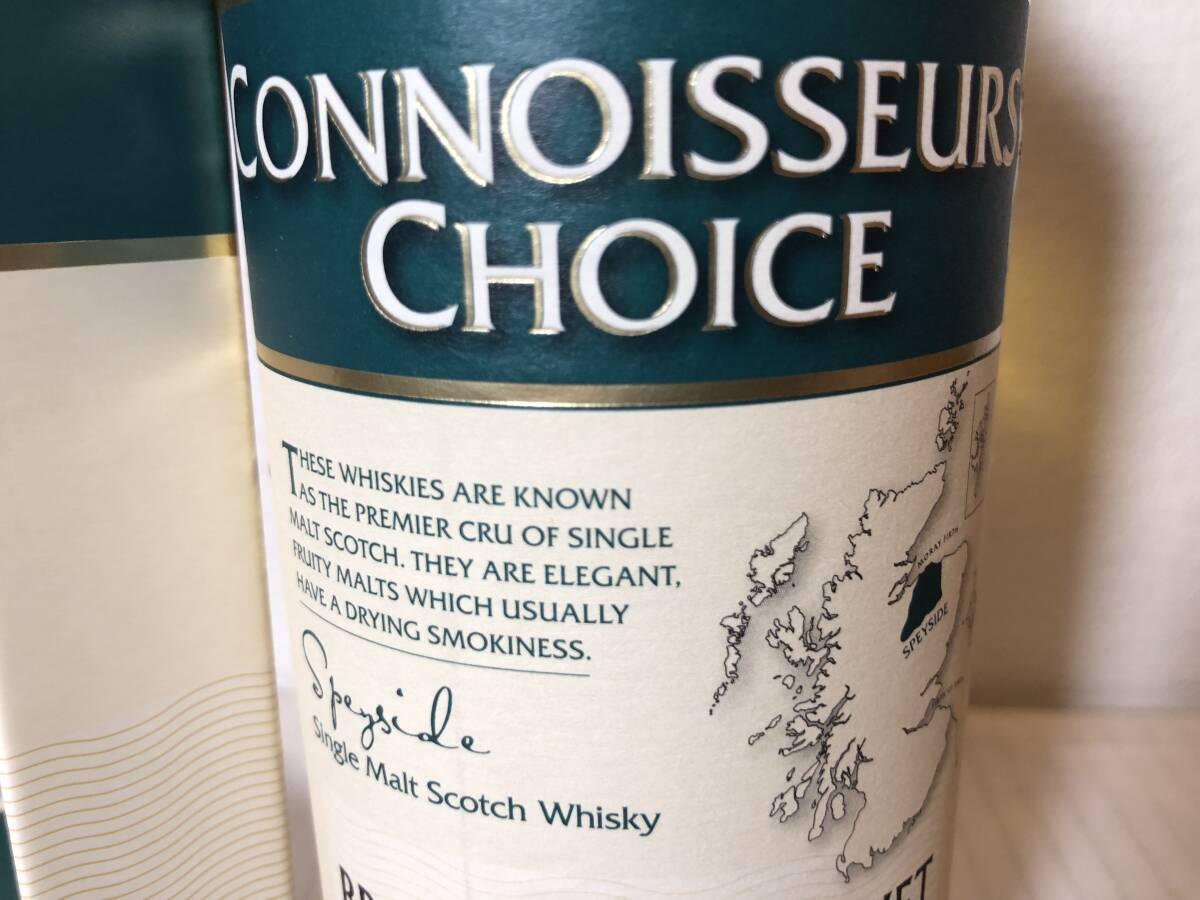 CONNOISSEURS
CHOICE
THESE WHISKIES ARE KNOWN
AS THE PREMIER CRU OF SINGLE
MALT SCOTCH. THEY ARE ELEGANT,
FRUITY MALTS WHICH USUALLY
HAVE A DRYING SMOKINESS.
Speyside
Single Malt Scotch Whisky
MORAY FIRTH
SPEYSIDE